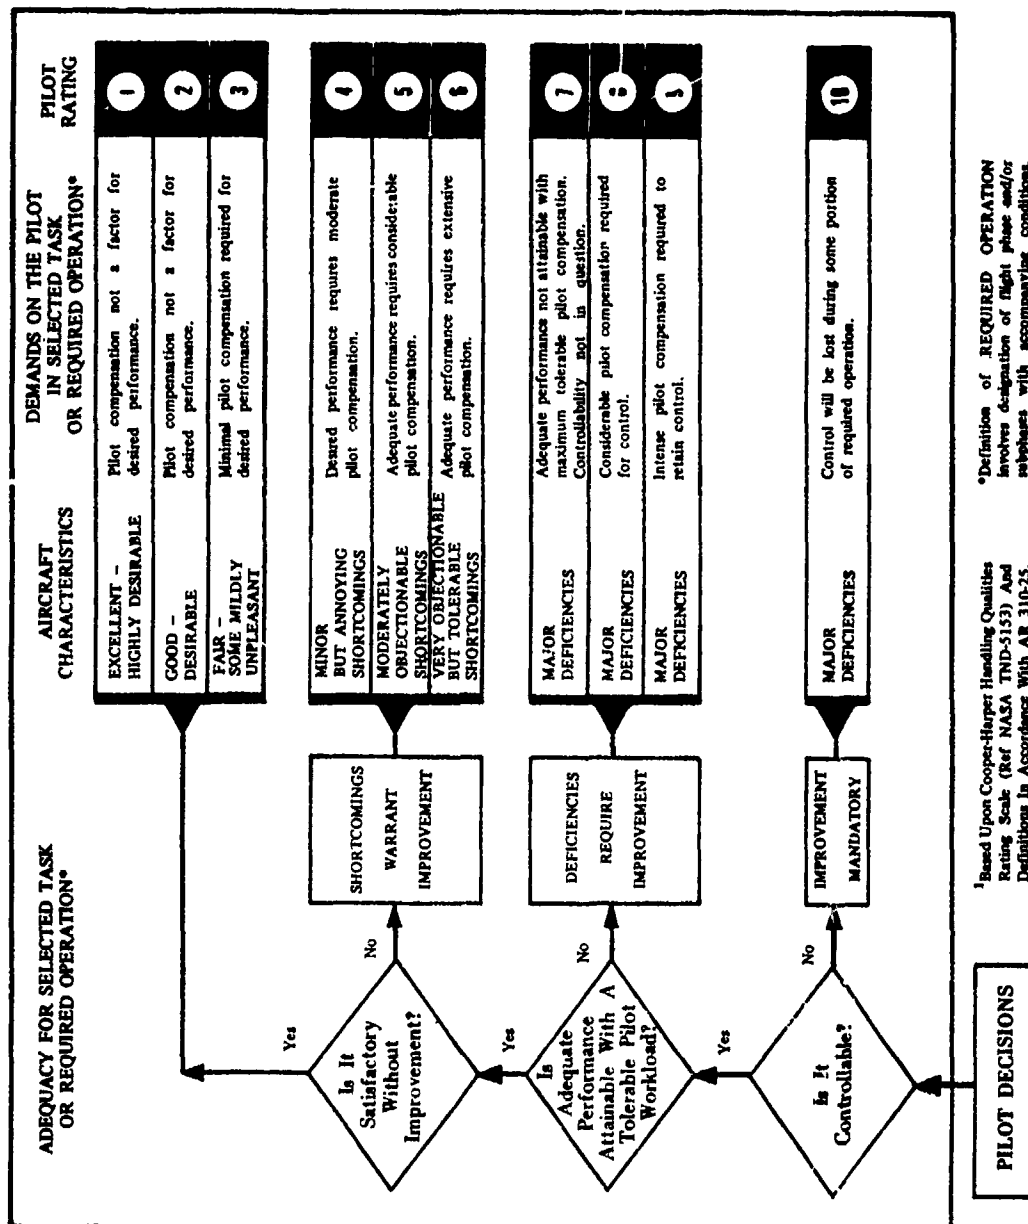 ADEQUACY FOR SELECTED TASK
OR REQUIRED OPERATION*
AIRCRAFT
CHARACTERISTICS
DEMANDS ON THE PILOT
IN SELECTED TASK
OR REQUIRED OPERATION*
PILOT
RATING
EXCELLENT –
HIGHLY DESIRABLE
Pilot compensation not a factor for
desired performance.
1
GOOD –
DESIRABLE
Pilot compensation not a factor for
desired performance.
2
FAIR –
SOME MILDLY
UNPLEASANT
Minimal pilot compensation required for
desired performance.
3
Yes
Is It
Satisfactory
Without
Improvement?
No
SHORTCOMINGS
WARRANT
IMPROVEMENT
MINOR
BUT ANNOYING
SHORTCOMINGS
Desired performance requires moderate
pilot compensation.
4
MODERATELY
OBJECTIONABLE
SHORTCOMINGS
Adequate performance requires considerable
pilot compensation.
5
VERY OBJECTIONABLE
BUT TOLERABLE
SHORTCOMINGS
Adequate performance requires extensive
pilot compensation.
6
Yes
Is
Adequate
Performance
Attainable With A
Tolerable Pilot
Workload?
No
DEFICIENCIES
REQUIRE
IMPROVEMENT
MAJOR
DEFICIENCIES
Adequate performance not attainable with
maximum tolerable pilot compensation.
Controllability not in question.
7
MAJOR
DEFICIENCIES
Considerable pilot compensation required
for control.
8
MAJOR
DEFICIENCIES
Intense pilot compensation required to
retain control.
9
Yes
Is It
Controllable?
No
IMPROVEMENT
MANDATORY
MAJOR
DEFICIENCIES
Control will be lost during some portion
of required operation.
10
PILOT DECISIONS
1 Based Upon Cooper-Harper Handling Qualities
Rating Scale (Ref NASA TND-5153) And
Definitions In Accordance With AR 310-25.
*Definition of REQUIRED OPERATION
involves designation of flight phase and/or
subphases with accompanying conditions.